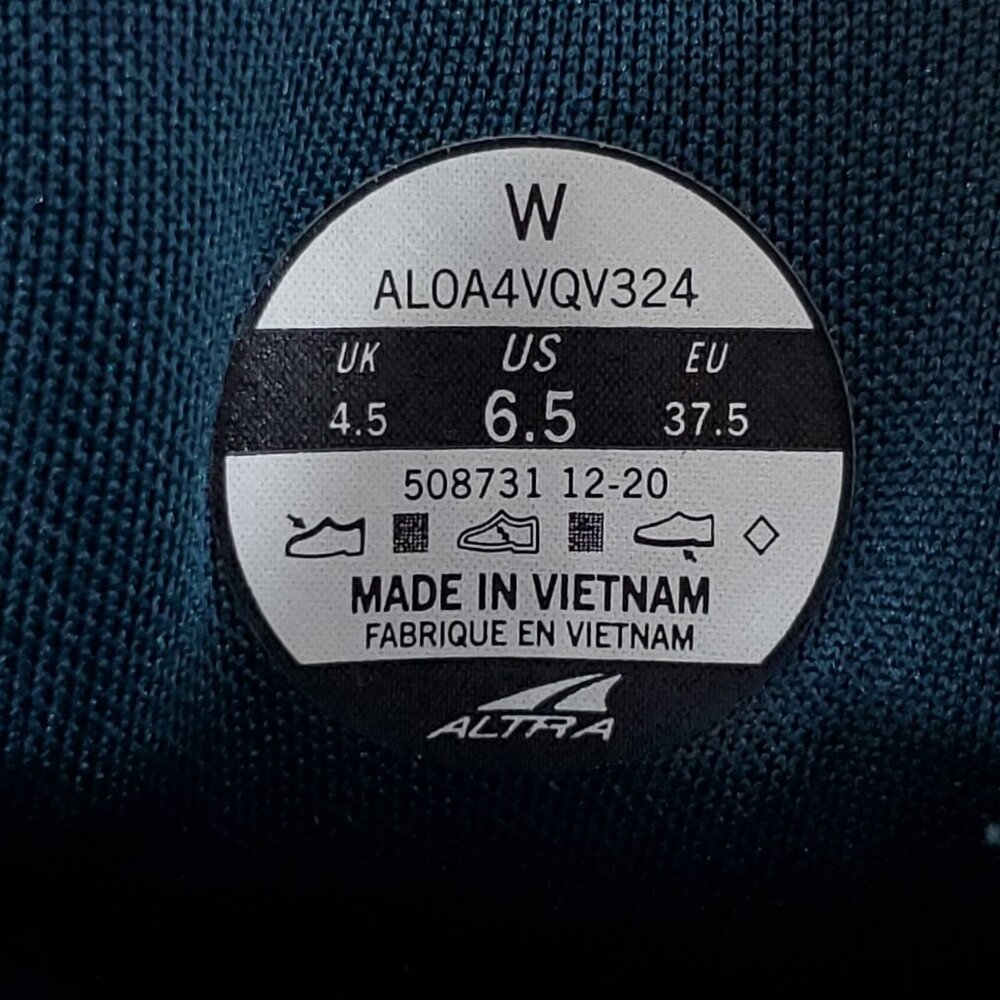 W
AL0A4VQV324
UK US EU
4.5 6.5 37.5
508731 12-20
MADE IN VIETNAM
FABRIQUE EN VIETNAM
ALTRA